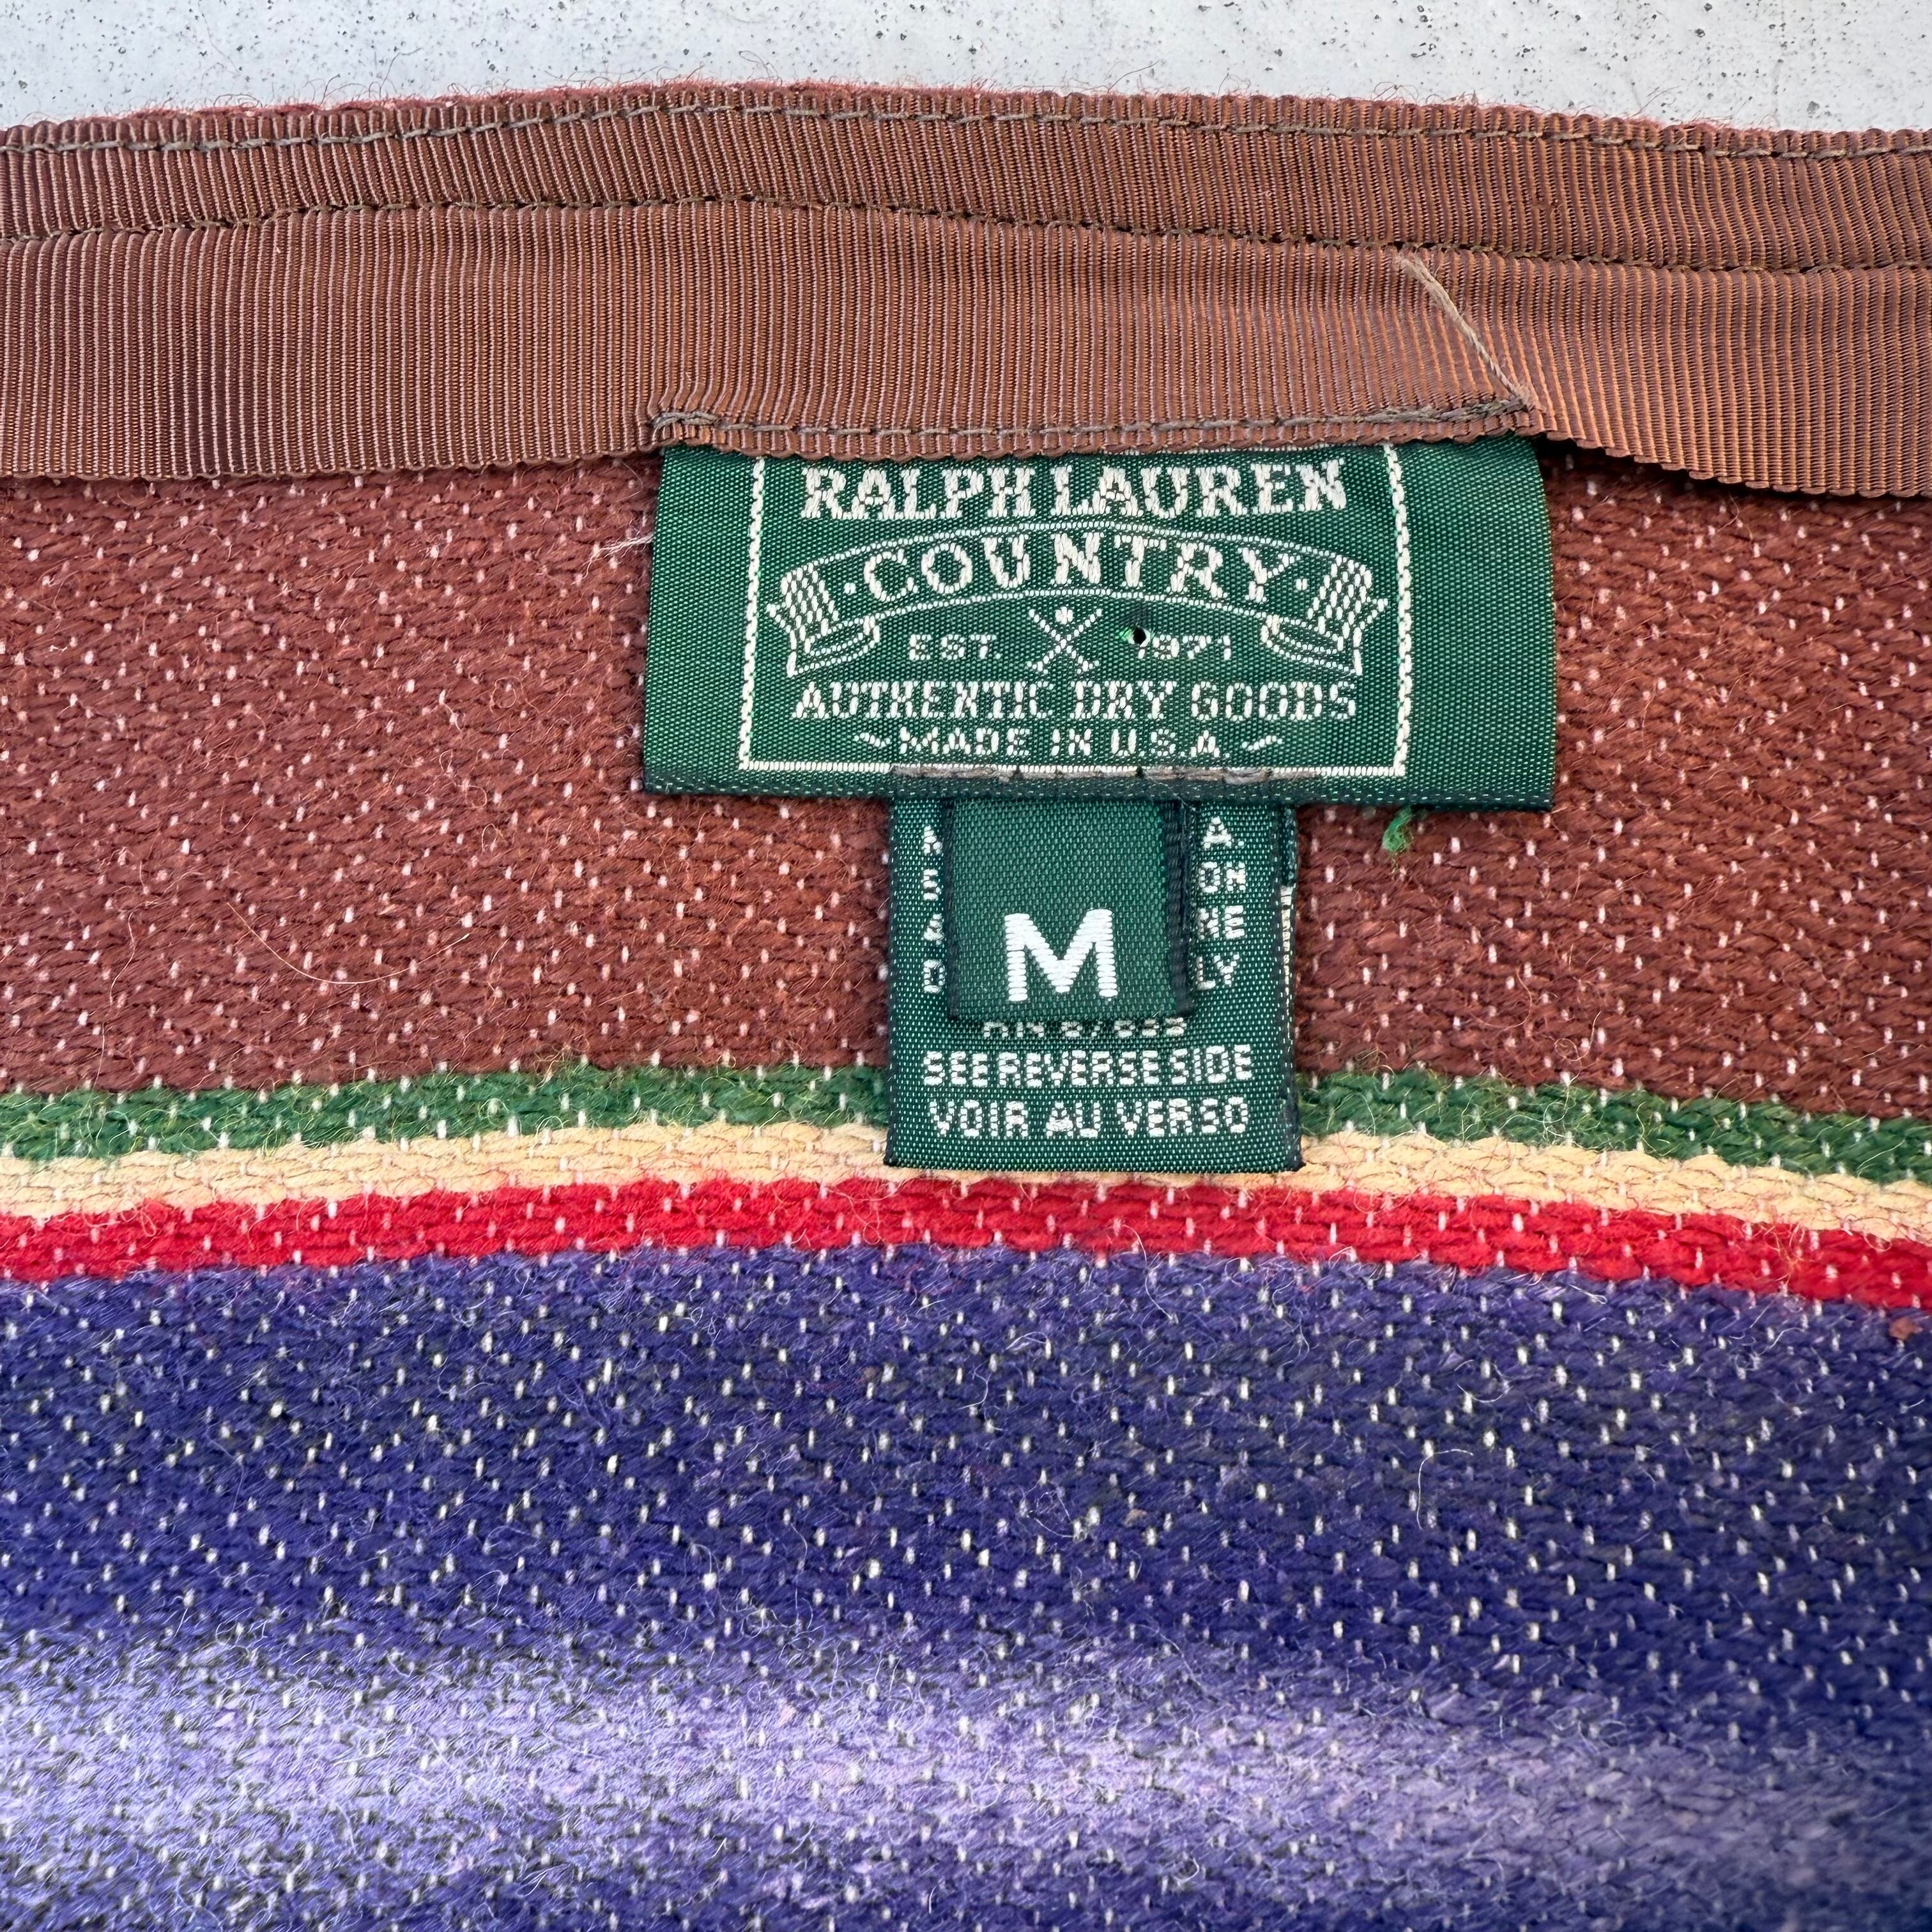 RALPH LAUREN
·COUNTRY·
EST. 1971
AUTHENTIC DRY GOODS
~MADE IN U.S.A~
M
SEE REVERSE SIDE
VOIR AU VERSO